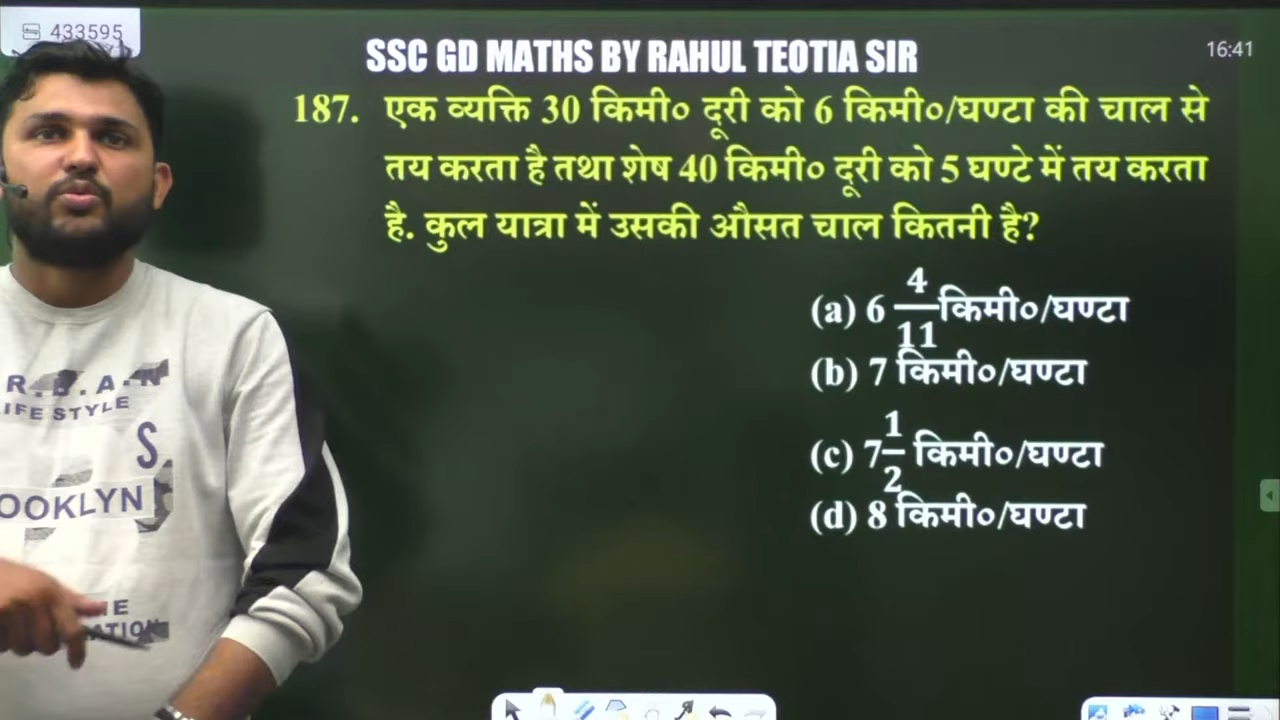 433595
SSC GD MATHS BY RAHUL TEOTIA SIR
16:41
187. एक व्यक्ति 30 किमी० दूरी को 6 किमी०/घण्टा की चाल से
तय करता है तथा शेष 40 किमी० दूरी को 5 घण्टे में तय करता
है. कुल यात्रा में उसकी औसत चाल कितनी है?
(a) 6 4/11 किमी०/घण्टा
(b) 7 किमी०/घण्टा
(c) 7 1/2 किमी०/घण्टा
(d) 8 किमी०/घण्टा
R.B.A.N
IFE STYLE
S
OOKLYN